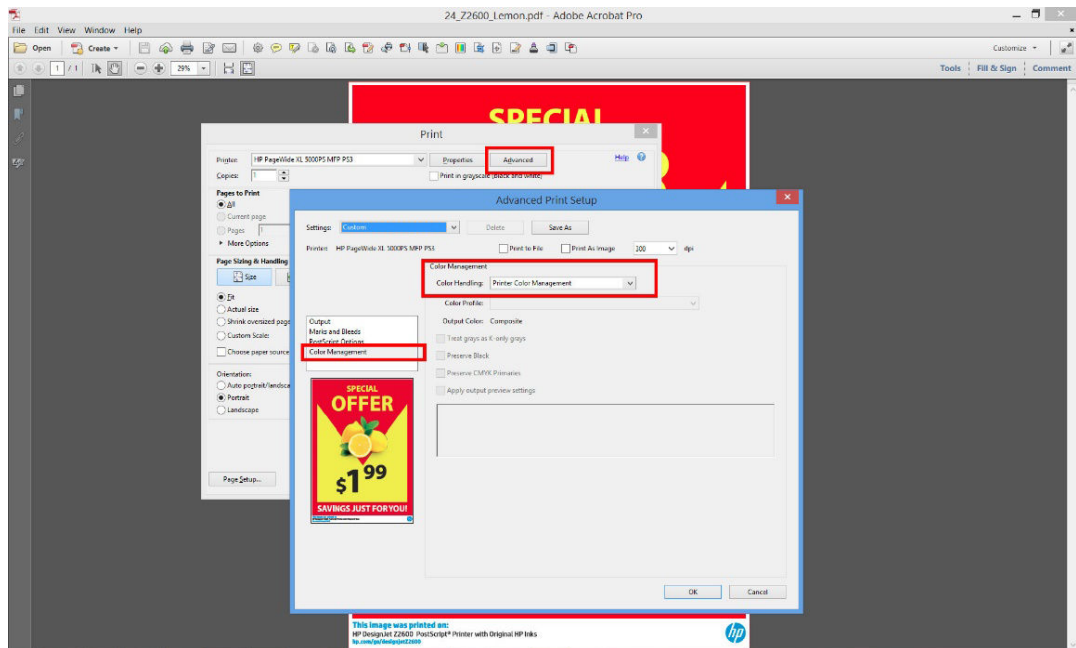 24_Z2600_Lemon.pdf - Adobe Acrobat Pro
File Edit View Window Help
Open Create Customize
1 / 1 29% Tools Fill & Sign Comment
SPECIAL
Print
Printer: HP PageWide XL 5000PS MFP PS3 Properties Advanced Help
Copies: 1 Print in grayscale (black and white)
Pages to Print
All
Current page
Pages 1
More Options
Page Sizing & Handling
Size
Fit
Actual size
Shrink oversized page
Custom Scale:
Choose paper source
Orientation:
Auto portrait/landsca
Portrait
Landscape
Page Setup...
Advanced Print Setup
Settings: Custom Delete Save As
Printer: HP PageWide XL 5000PS MFP PS3 Print to File Print As Image 300 dpi
Color Management
Color Handling: Printer Color Management
Color Profile:
Output Color: Composite
Treat grays as K-only grays
Preserve Black
Preserve CMYK Primaries
Apply output preview settings
Output
Marks and Bleeds
PostScript Options
Color Management
SPECIAL
OFFER
$1.99
SAVINGS JUST FOR YOU!
OK Cancel
This image was printed on:
HP DesignJet Z2600 PostScript® Printer with Original HP Inks
hp.com/go/designjetZ2600
hp